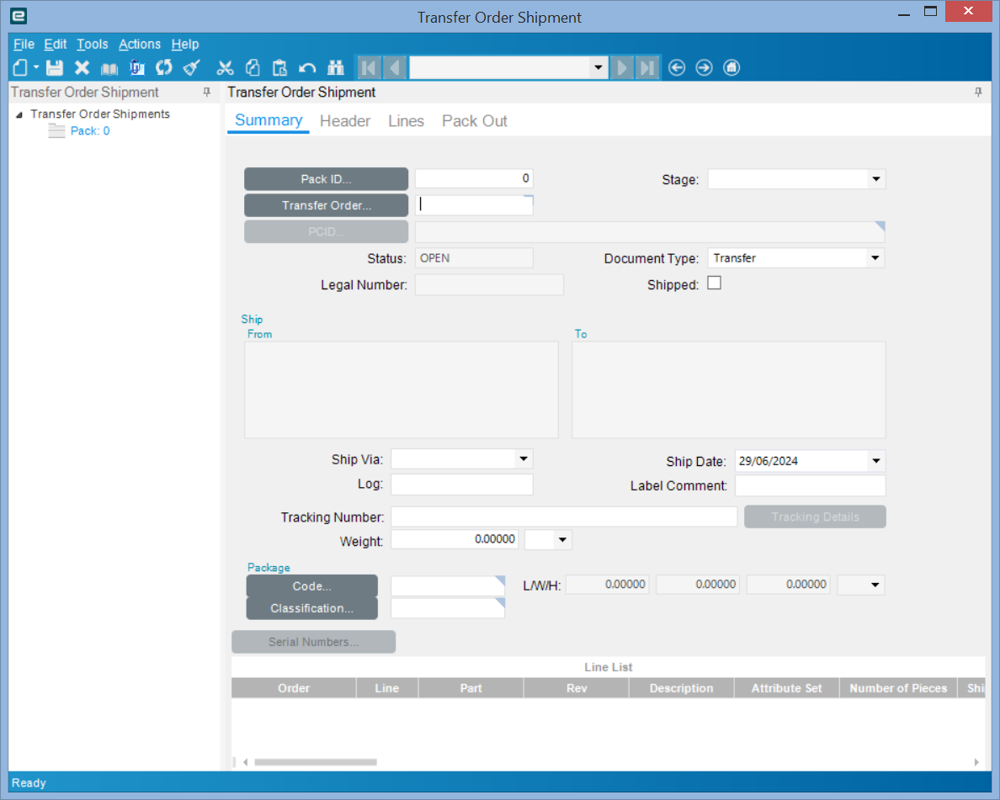 Transfer Order Shipment
File Edit Tools Actions Help
Transfer Order Shipment
Transfer Order Shipments
Pack: 0
Transfer Order Shipment
Summary Header Lines Pack Out
Pack ID... 0 Stage:
Transfer Order...
PCID...
Status: OPEN Document Type: Transfer
Legal Number: Shipped:
Ship
From To
Ship Via: Ship Date: 29/06/2024
Log: Label Comment:
Tracking Number: Tracking Details
Weight: 0.00000
Package
Code... L/W/H: 0.00000 0.00000 0.00000
Classification...
Serial Numbers...
Line List
Order Line Part Rev Description Attribute Set Number of Pieces Shi
Ready